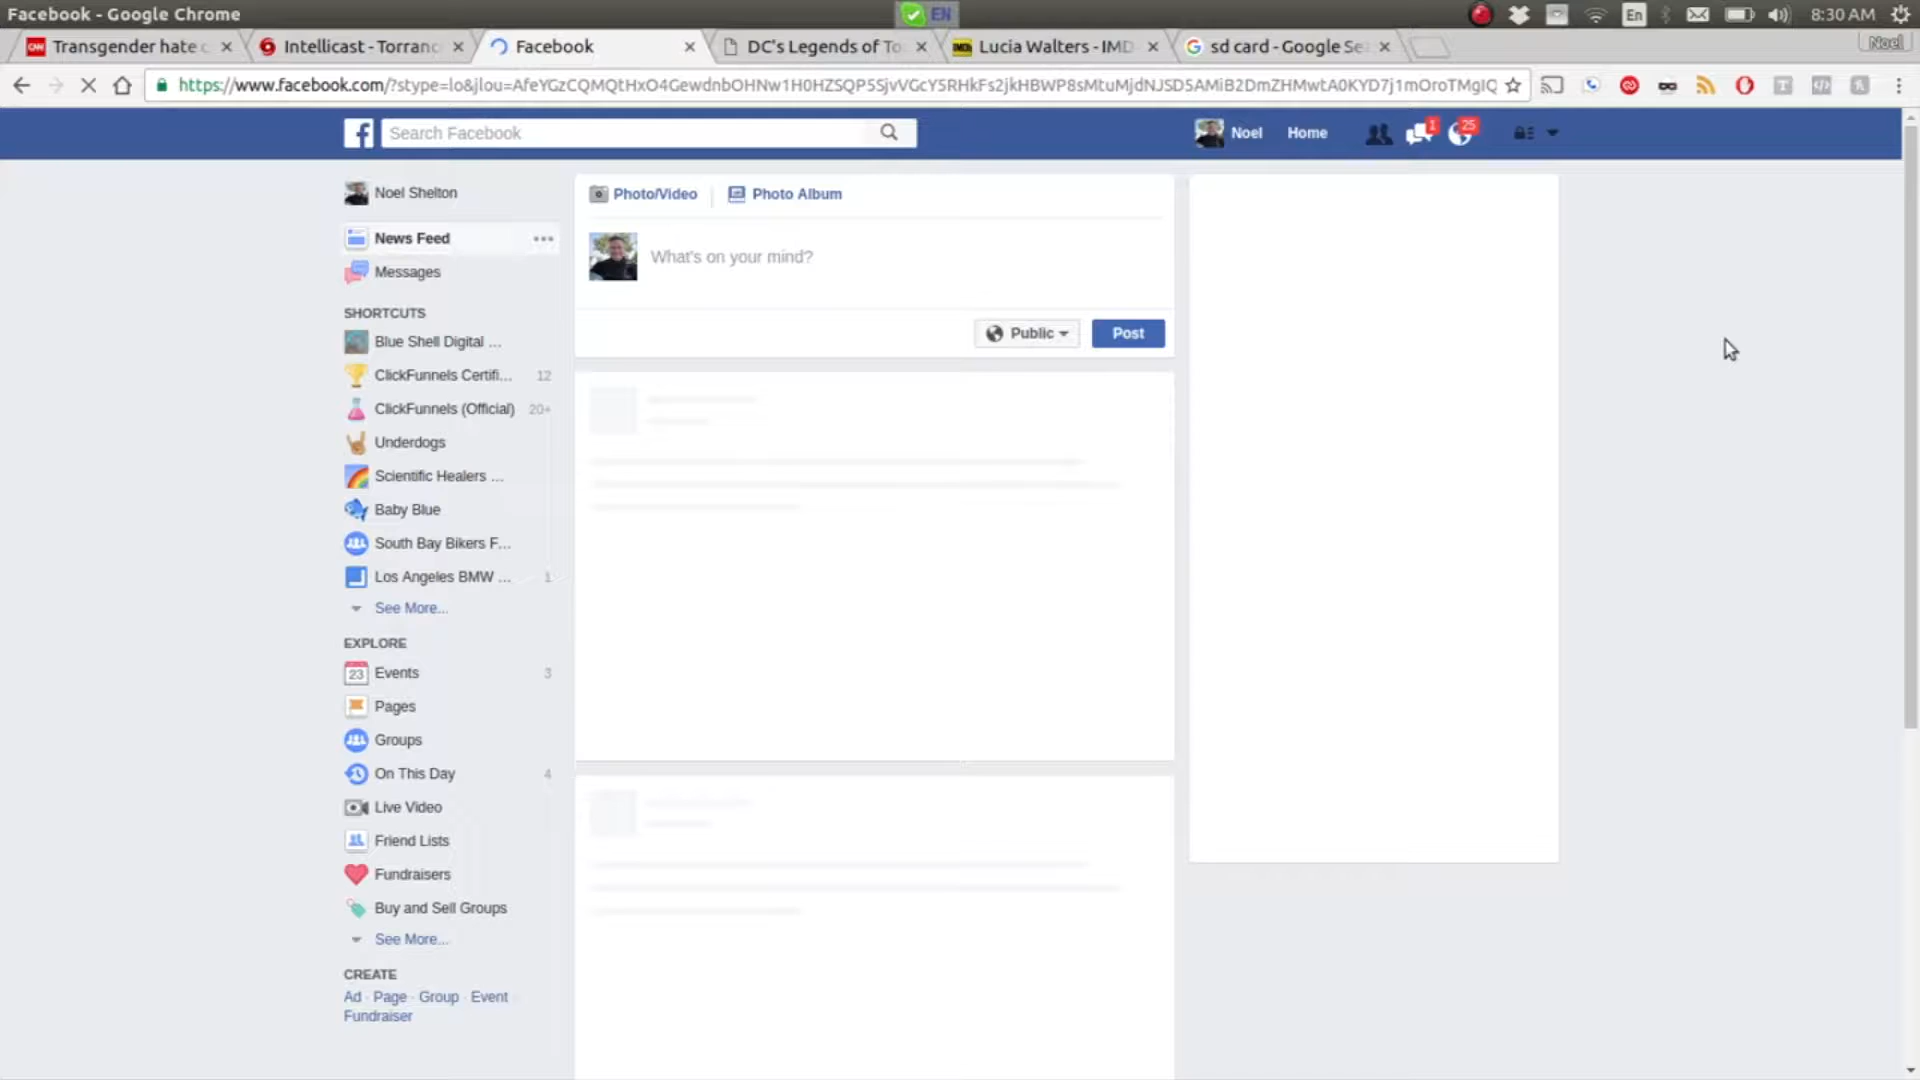 Facebook - Google Chrome
EN
En
8:30 AM
CNN Transgender hate c
Intellicast - Torranc
Facebook
DC's Legends of To
IMDb Lucia Walters - IMD
G sd card - Google Se
Noel
https://www.facebook.com/?stype=lo&jlou=
Search Facebook
Noel
Home
1
25
Noel Shelton
News Feed
Messages
SHORTCUTS
Blue Shell Digital ...
ClickFunnels Certifi... 12
ClickFunnels (Official) 20+
Underdogs
Scientific Healers ...
Baby Blue
South Bay Bikers F...
Los Angeles BMW ... 1
See More...
EXPLORE
23 Events 3
Pages
Groups
On This Day 4
Live Video
Friend Lists
Fundraisers
Buy and Sell Groups
See More...
CREATE
Ad · Page · Group · Event
Fundraiser
Photo/Video
Photo Album
What's on your mind?
Public
Post